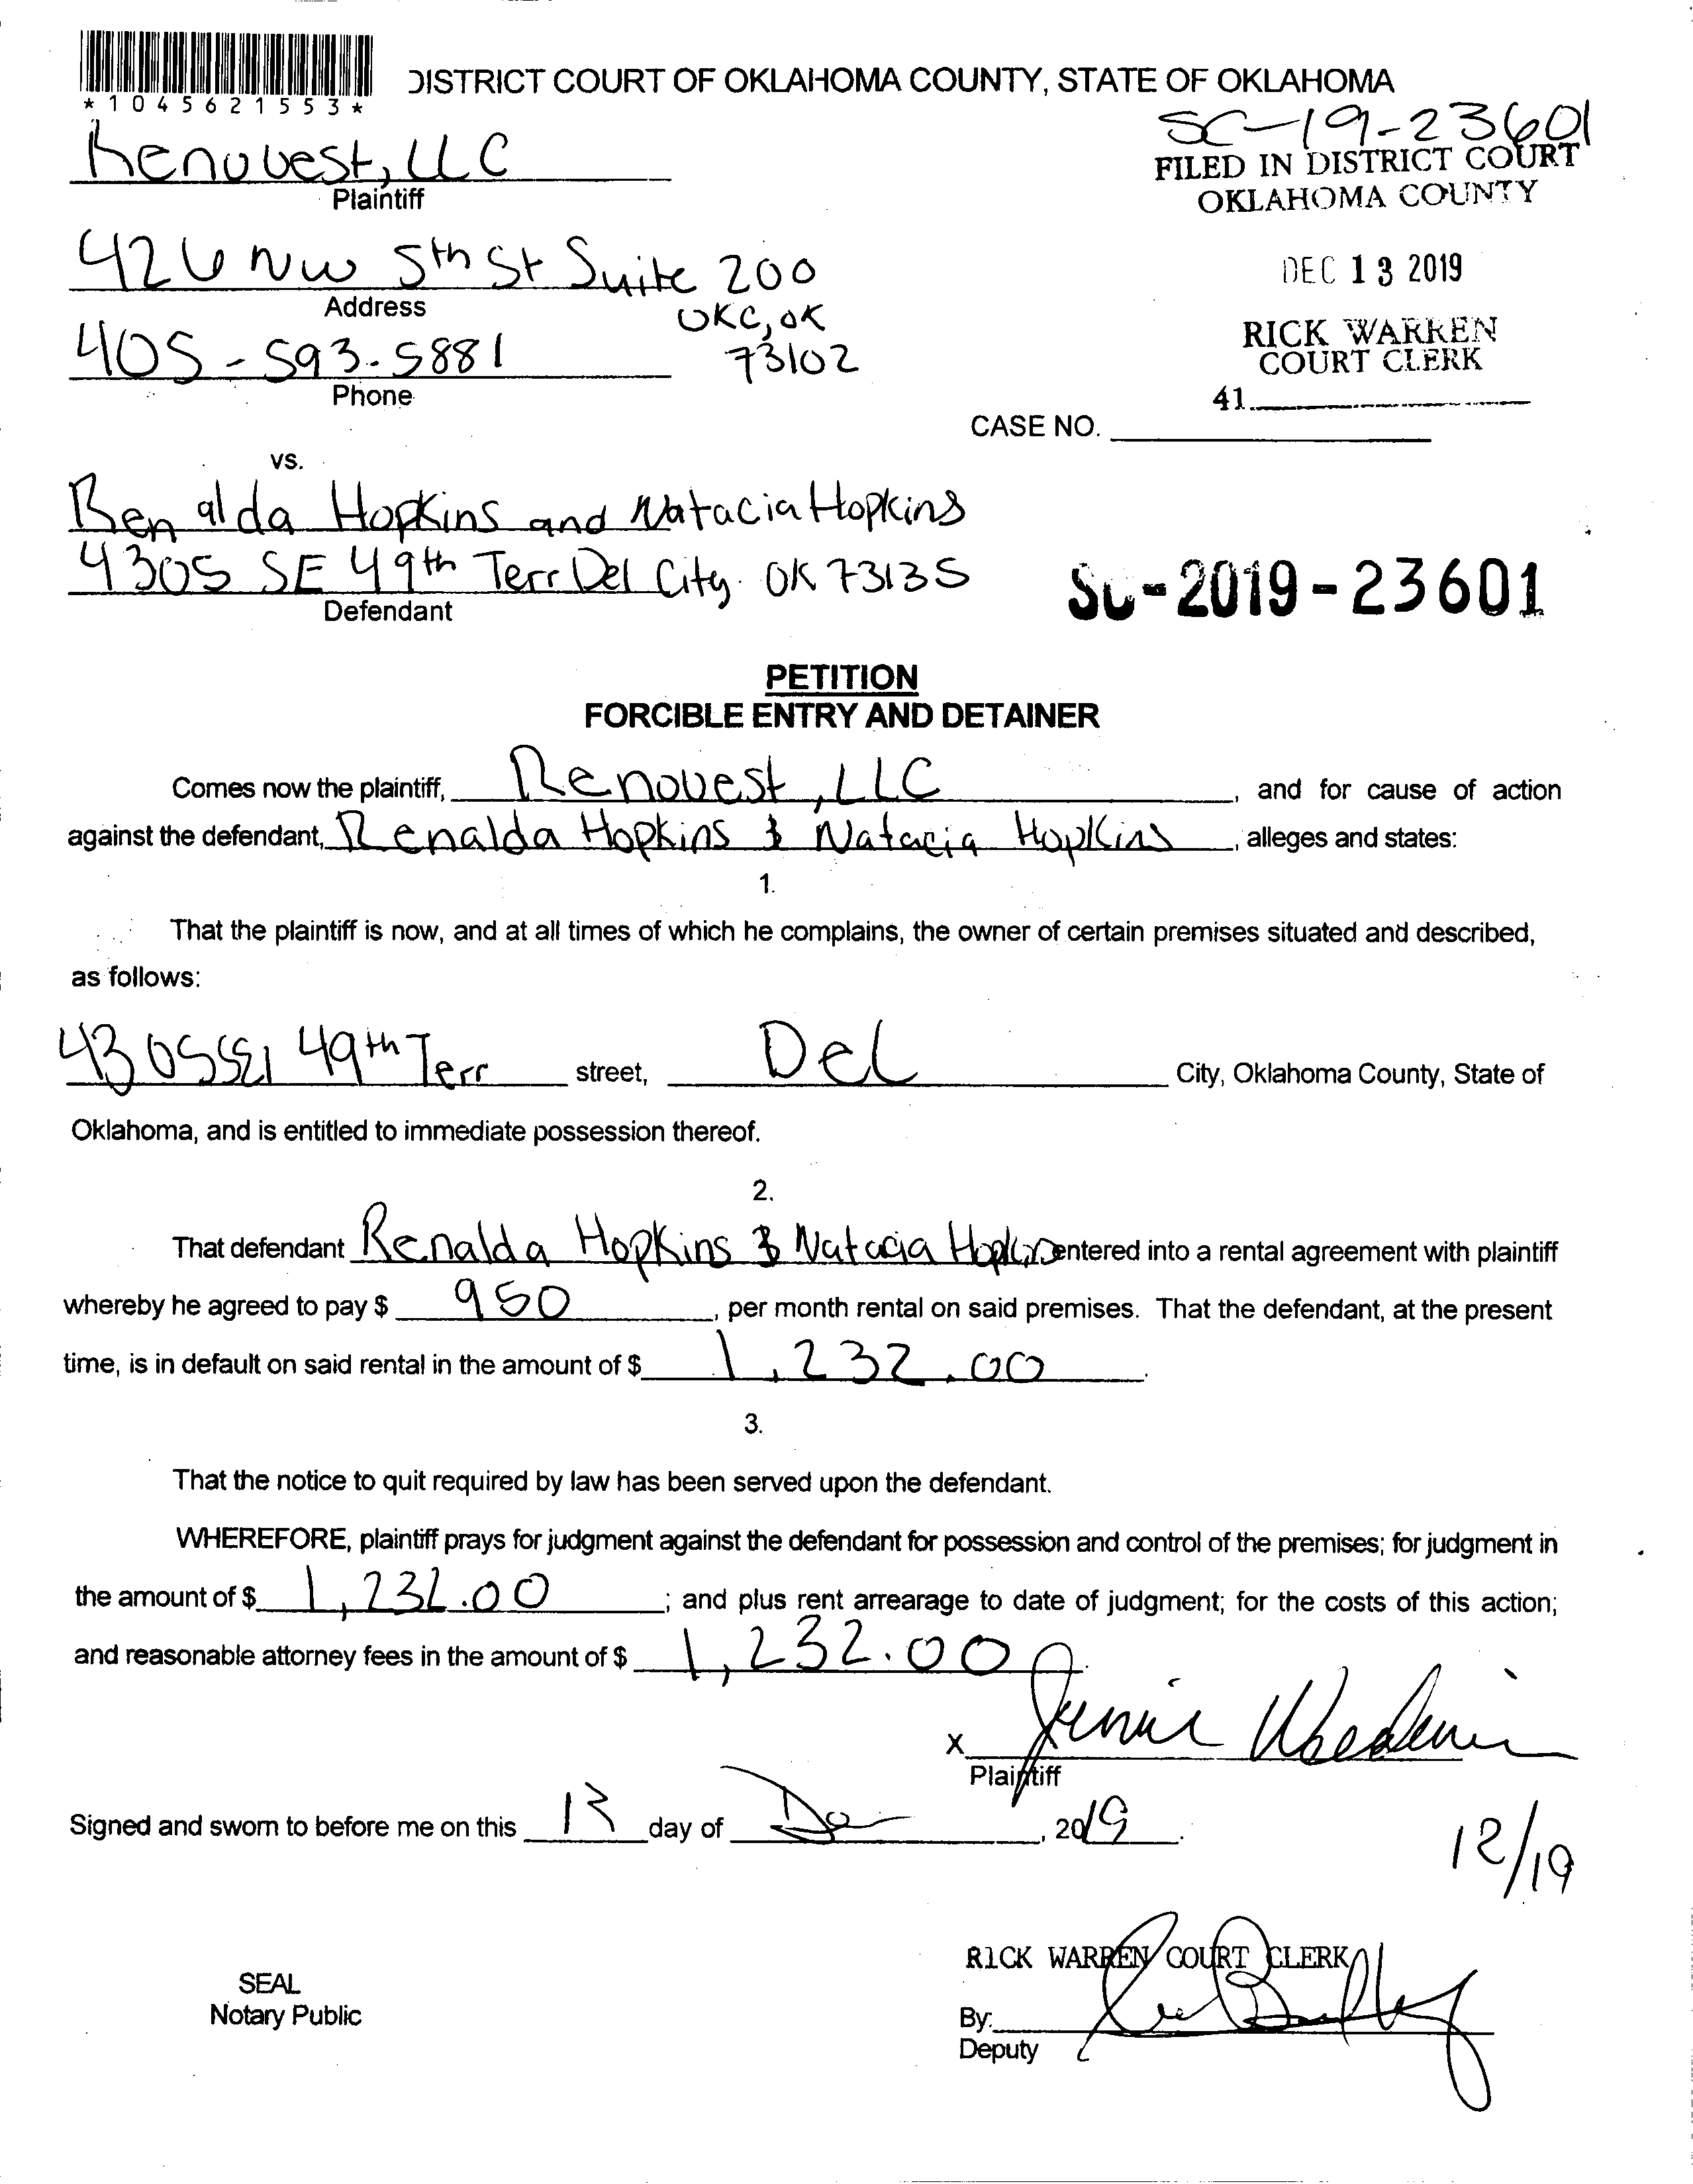 *1045621553*
DISTRICT COURT OF OKLAHOMA COUNTY, STATE OF OKLAHOMA
SC-19-23601
Renovest, LLC
Plaintiff
FILED IN DISTRICT COURT
OKLAHOMA COUNTY
426 NW 5th St Suite 200
Address
OKC, OK
73102
DEC 13 2019
405-593-5881
Phone
RICK WARREN
COURT CLERK
41.
CASE NO.
vs.
Renalda Hopkins and Natacia Hopkins
4305 SE 49th Terr Del City OK 73135
Defendant
SC-2019-23601
PETITION
FORCIBLE ENTRY AND DETAINER
Comes now the plaintiff, Renovest, LLC, and for cause of action
against the defendant, Renalda Hopkins & Natacia Hopkins, alleges and states:
1.
That the plaintiff is now, and at all times of which he complains, the owner of certain premises situated and described,
as follows:
49th Terr street, Del City, Oklahoma County, State of
Oklahoma, and is entitled to immediate possession thereof.
2.
That defendant Renalda Hopkins & Natacia Hopkins entered into a rental agreement with plaintiff
whereby he agreed to pay $ 950, per month rental on said premises. That the defendant, at the present
time, is in default on said rental in the amount of $ 1,232.00.
3.
That the notice to quit required by law has been served upon the defendant.
WHEREFORE, plaintiff prays for judgment against the defendant for possession and control of the premises; for judgment in
the amount of $ 1,232.00; and plus rent arrearage to date of judgment; for the costs of this action;
and reasonable attorney fees in the amount of $ 1,232.00.
X
Plaintiff
Signed and sworn to before me on this 13 day of Dec, 2019.
12/19
RICK WARREN COURT CLERK
SEAL
Notary Public
By:
Deputy